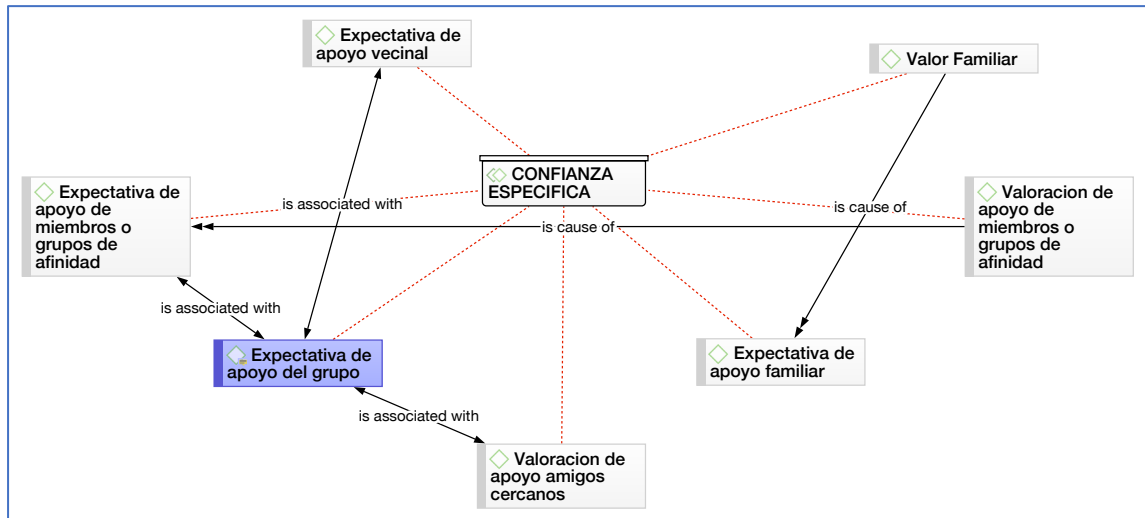 Expectativa de
apoyo vecinal
Valor Familiar
CONFIANZA
ESPECIFICA
Expectativa de
apoyo de
miembros o
grupos de
afinidad
is associated with
is cause of
Valoracion de
apoyo de
miembros o
grupos de
afinidad
is cause of
is associated with
Expectativa de
apoyo del grupo
Expectativa de
apoyo familiar
is associated with
Valoracion de
apoyo amigos
cercanos